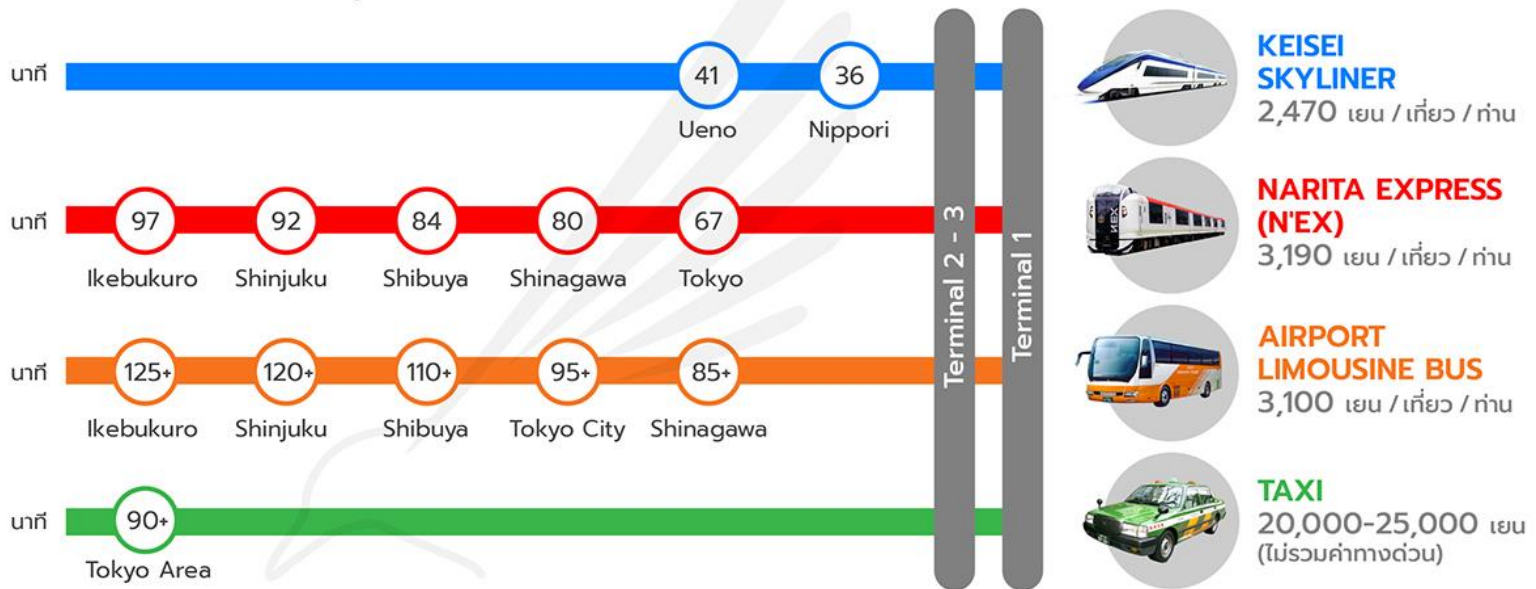 นาที
41
36
Ueno
Nippori
KEISEI
SKYLINER
2,470 เยน / เที่ยว / ท่าน
นาที
97
92
84
80
67
Ikebukuro
Shinjuku
Shibuya
Shinagawa
Tokyo
NARITA EXPRESS
(N'EX)
3,190 เยน / เที่ยว / ท่าน
Terminal 2 - 3
Terminal 1
นาที
125+
120+
110+
95+
85+
Ikebukuro
Shinjuku
Shibuya
Tokyo City
Shinagawa
AIRPORT
LIMOUSINE BUS
3,100 เยน / เที่ยว / ท่าน
นาที
90+
Tokyo Area
TAXI
20,000-25,000 เยน
(ไม่รวมค่าทางด่วน)